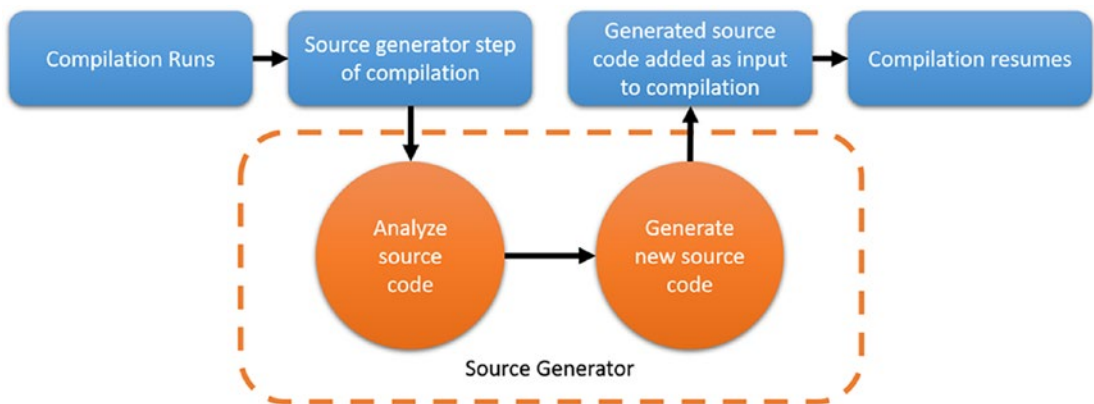 Compilation Runs
Source generator step
of compilation
Generated source
code added as input
to compilation
Compilation resumes
Analyze
source
code
Generate
new source
code
Source Generator